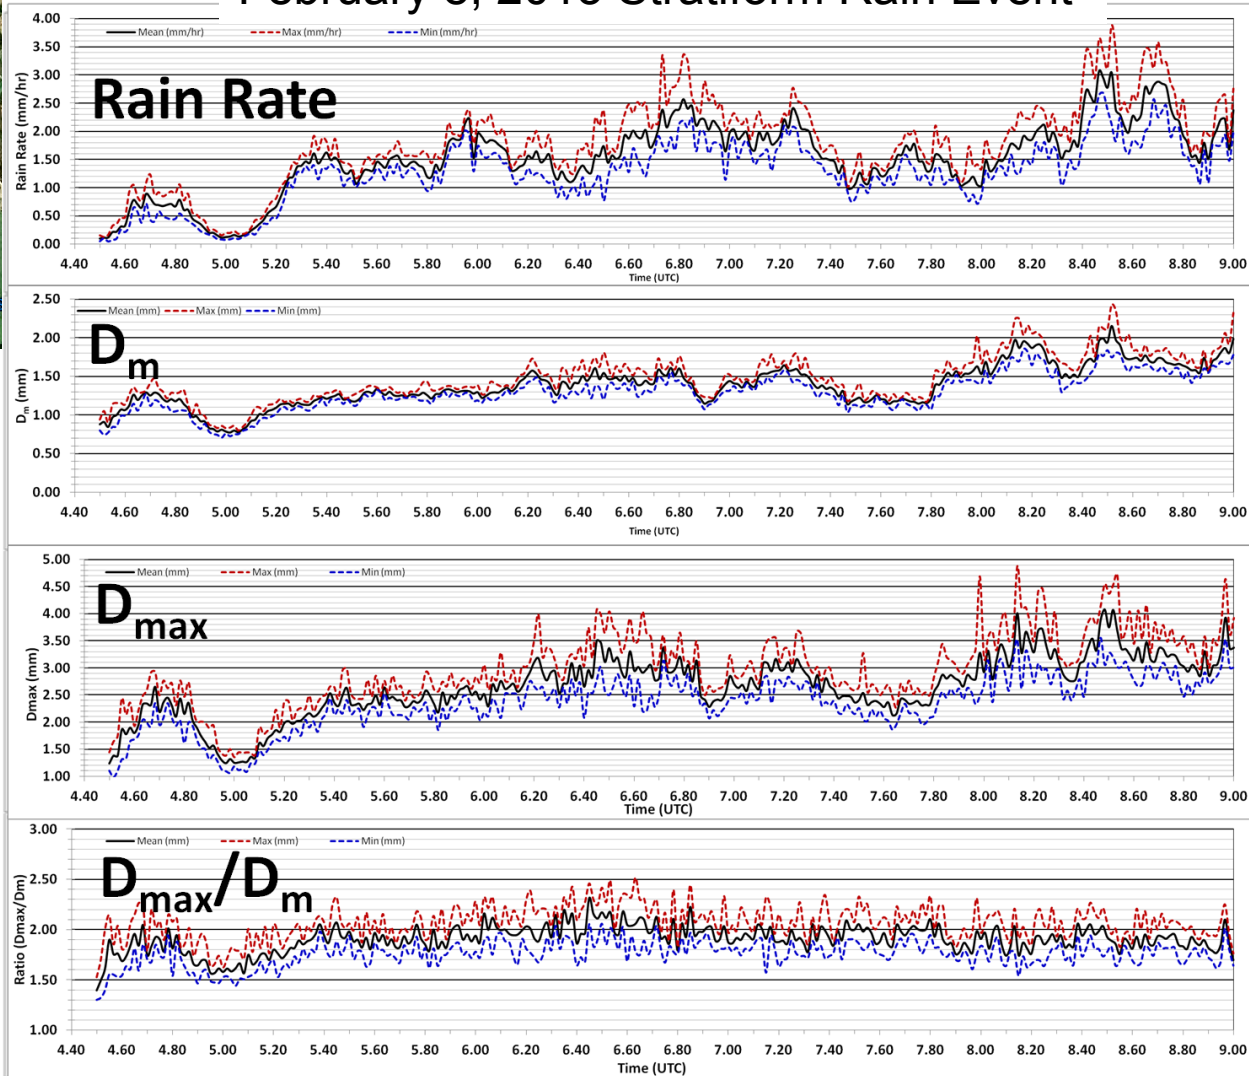 Mean (mm/hr) Max (mm/hr) Min (mm/hr)
Rain Rate
Rain Rate (mm/hr)
4.00
3.50
3.00
2.50
2.00
1.50
1.00
0.50
0.00
4.40 4.60 4.80 5.00 5.20 5.40 5.60 5.80 6.00 6.20 6.40 6.60 6.80 7.00 7.20 7.40 7.60 7.80 8.00 8.20 8.40 8.60 8.80 9.00
Time (UTC)
Mean (mm) Max (mm) Min (mm)
Dm
Dm (mm)
2.50
2.00
1.50
1.00
0.50
0.00
4.40 4.60 4.80 5.00 5.20 5.40 5.60 5.80 6.00 6.20 6.40 6.60 6.80 7.00 7.20 7.40 7.60 7.80 8.00 8.20 8.40 8.60 8.80 9.00
Time (UTC)
Mean (mm) Max (mm) Min (mm)
Dmax
Dmax (mm)
5.00
4.50
4.00
3.50
3.00
2.50
2.00
1.50
1.00
4.40 4.60 4.80 5.00 5.20 5.40 5.60 5.80 6.00 6.20 6.40 6.60 6.80 7.00 7.20 7.40 7.60 7.80 8.00 8.20 8.40 8.60 8.80 9.00
Time (UTC)
Mean (mm) Max (mm) Min (mm)
Dmax/Dm
Ratio (Dmax/Dm)
3.00
2.50
2.00
1.50
1.00
4.40 4.60 4.80 5.00 5.20 5.40 5.60 5.80 6.00 6.20 6.40 6.60 6.80 7.00 7.20 7.40 7.60 7.80 8.00 8.20 8.40 8.60 8.80 9.00
Time (UTC)